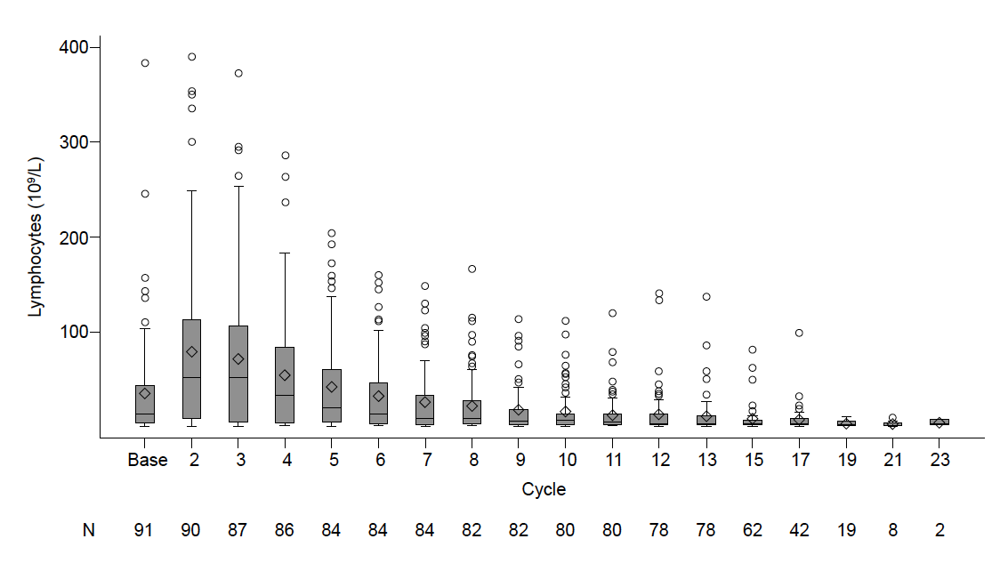 400
300
200
100
Lymphocytes (10⁹/L)
Base 2 3 4 5 6 7 8 9 10 11 12 13 15 17 19 21 23
Cycle
N 91 90 87 86 84 84 84 82 82 80 80 78 78 62 42 19 8 2